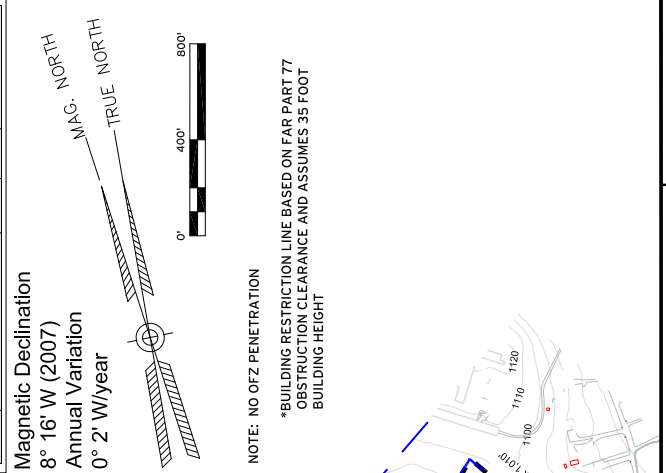 Magnetic Declination
8° 16' W (2007)
Annual Variation
0° 2' W/year
MAG. NORTH
TRUE NORTH
0' 400' 800'
NOTE: NO OFZ PENETRATION
*BUILDING RESTRICTION LINE BASED ON FAR PART 77
OBSTRUCTION CLEARANCE AND ASSUMES 35 FOOT
BUILDING HEIGHT
1120
1110
1100
1,010'